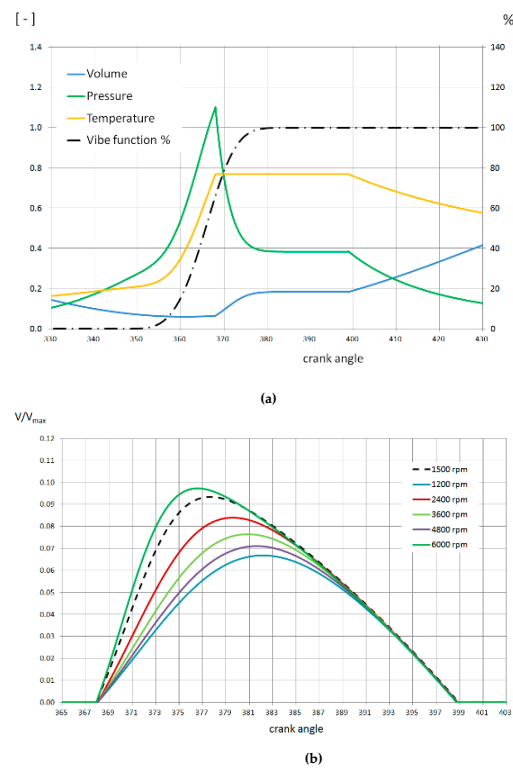 [ - ]
%
1.4
140
Volume
Pressure
Temperature
Vibe function %
1.2
120
1.0
100
0.8
80
0.6
60
0.4
40
0.2
20
0.0
0
330 340 350 360 370 380 390 400 410 420 430
crank angle
(a)
V/Vmax
0.12
0.11
0.10
0.09
0.08
0.07
0.06
0.05
0.04
0.03
0.02
0.01
0.00
1500 rpm
1200 rpm
2400 rpm
3600 rpm
4800 rpm
6000 rpm
365 367 369 371 373 375 377 379 381 383 385 387 389 391 393 395 397 399 401 403
crank angle
(b)